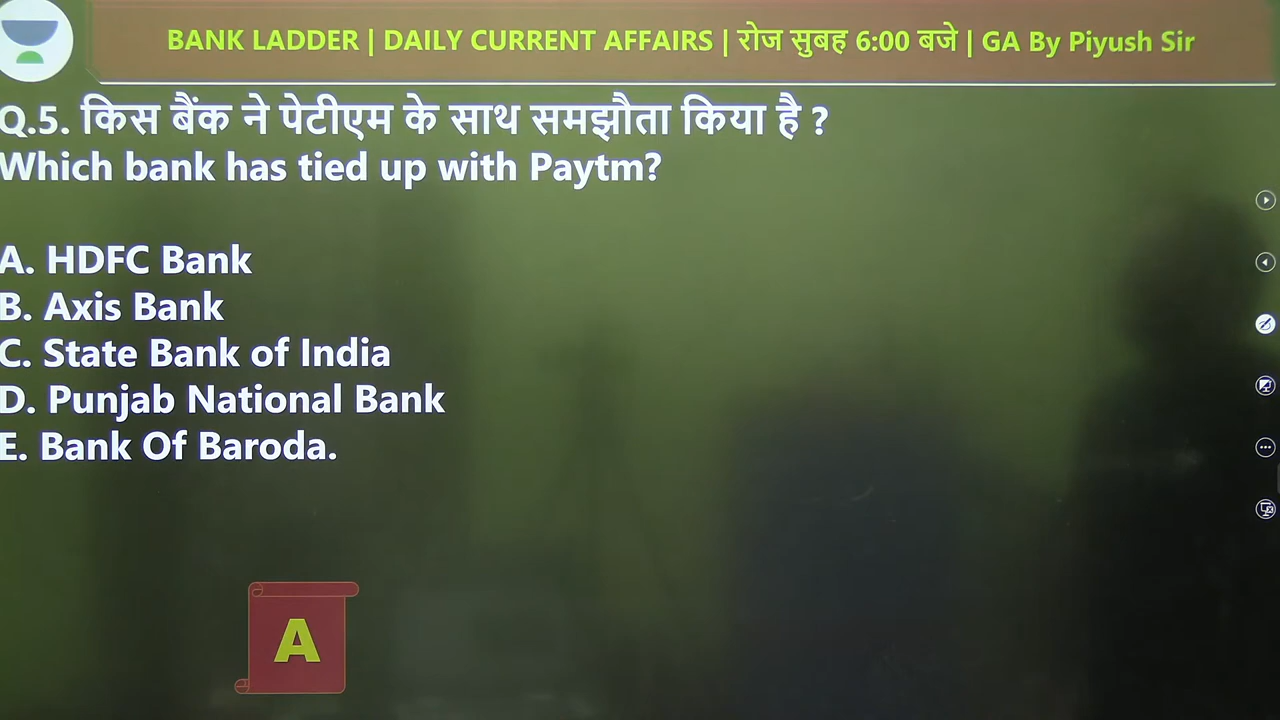 BANK LADDER | DAILY CURRENT AFFAIRS | रोज सुबह 6:00 बजे | GA By Piyush Sir
Q.5. किस बैंक ने पेटीएम के साथ समझौता किया है ?
Which bank has tied up with Paytm?
A. HDFC Bank
B. Axis Bank
C. State Bank of India
D. Punjab National Bank
E. Bank Of Baroda.
A